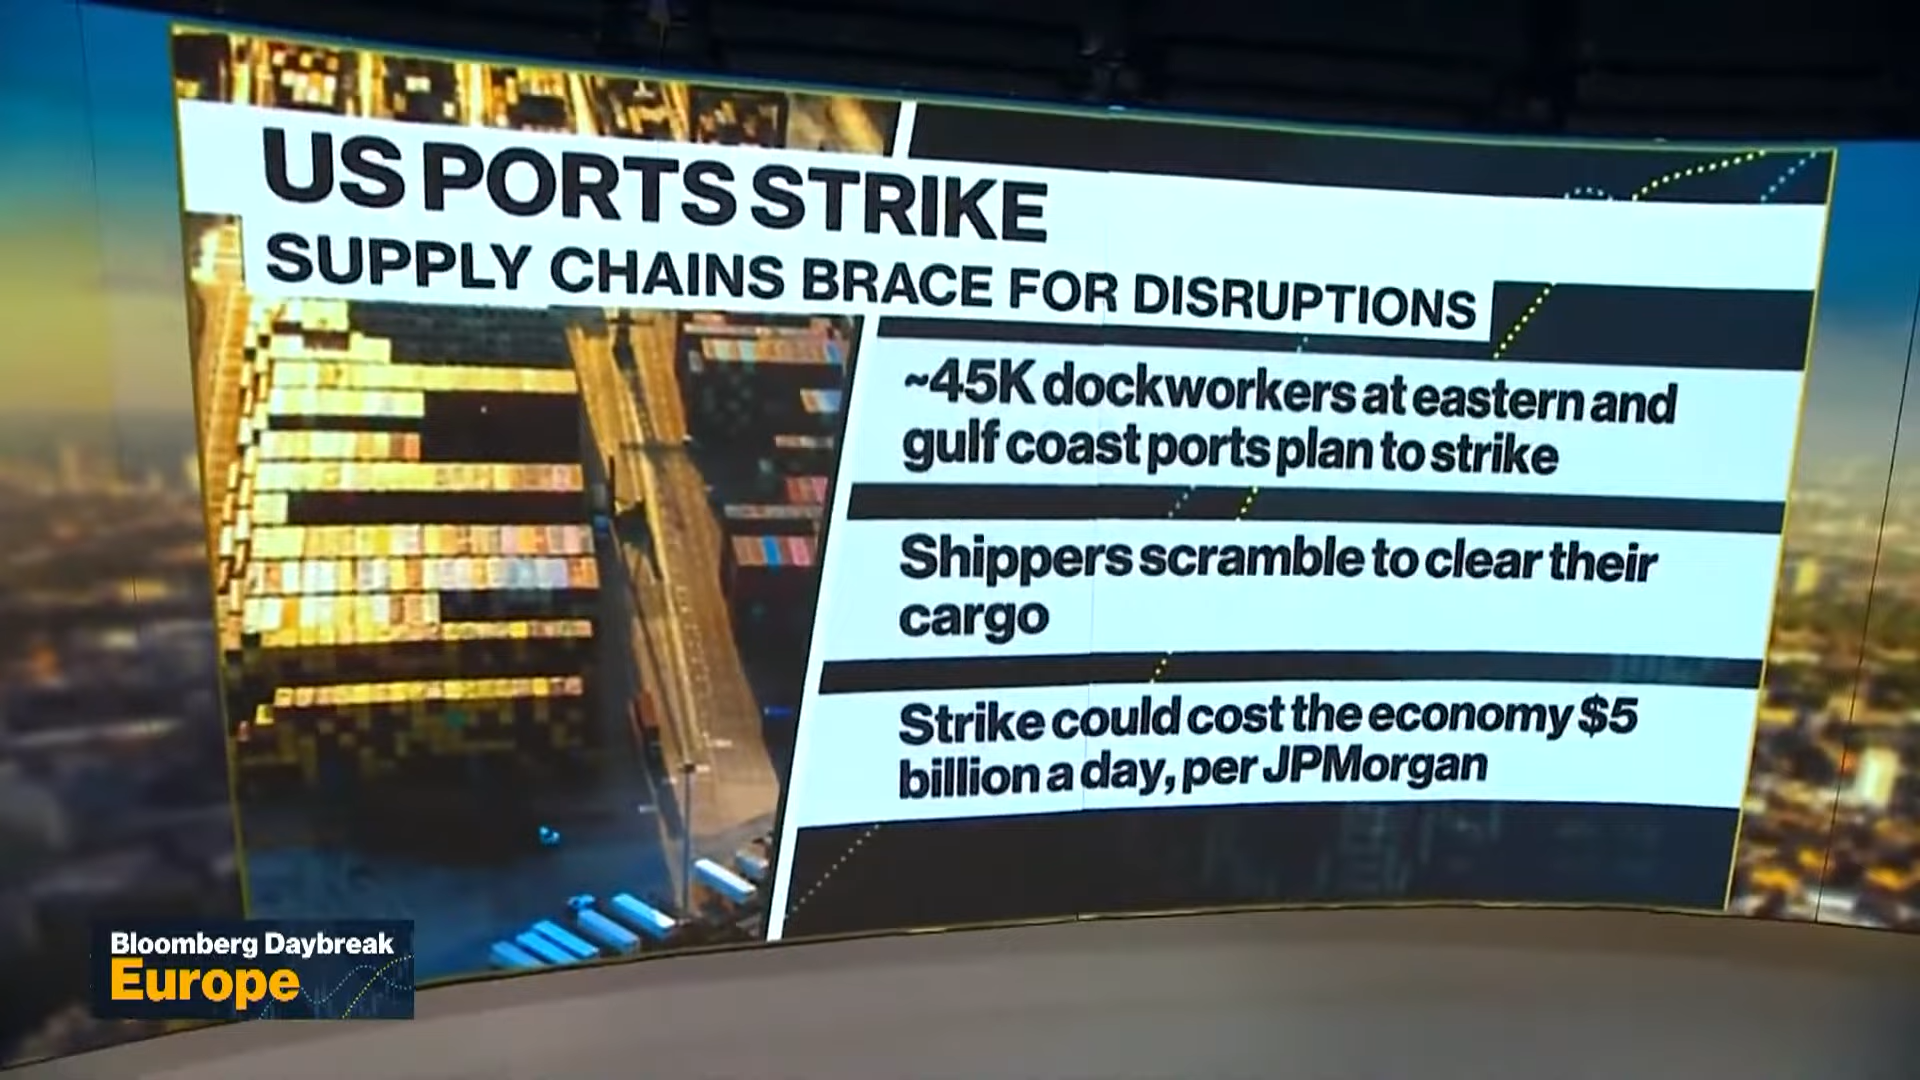 US PORTS STRIKE
SUPPLY CHAINS BRACE FOR DISRUPTIONS
~45K dockworkers at eastern and
gulf coast ports plan to strike
Shippers scramble to clear their
cargo
Strike could cost the economy $5
billion a day, per JPMorgan
Bloomberg Daybreak
Europe